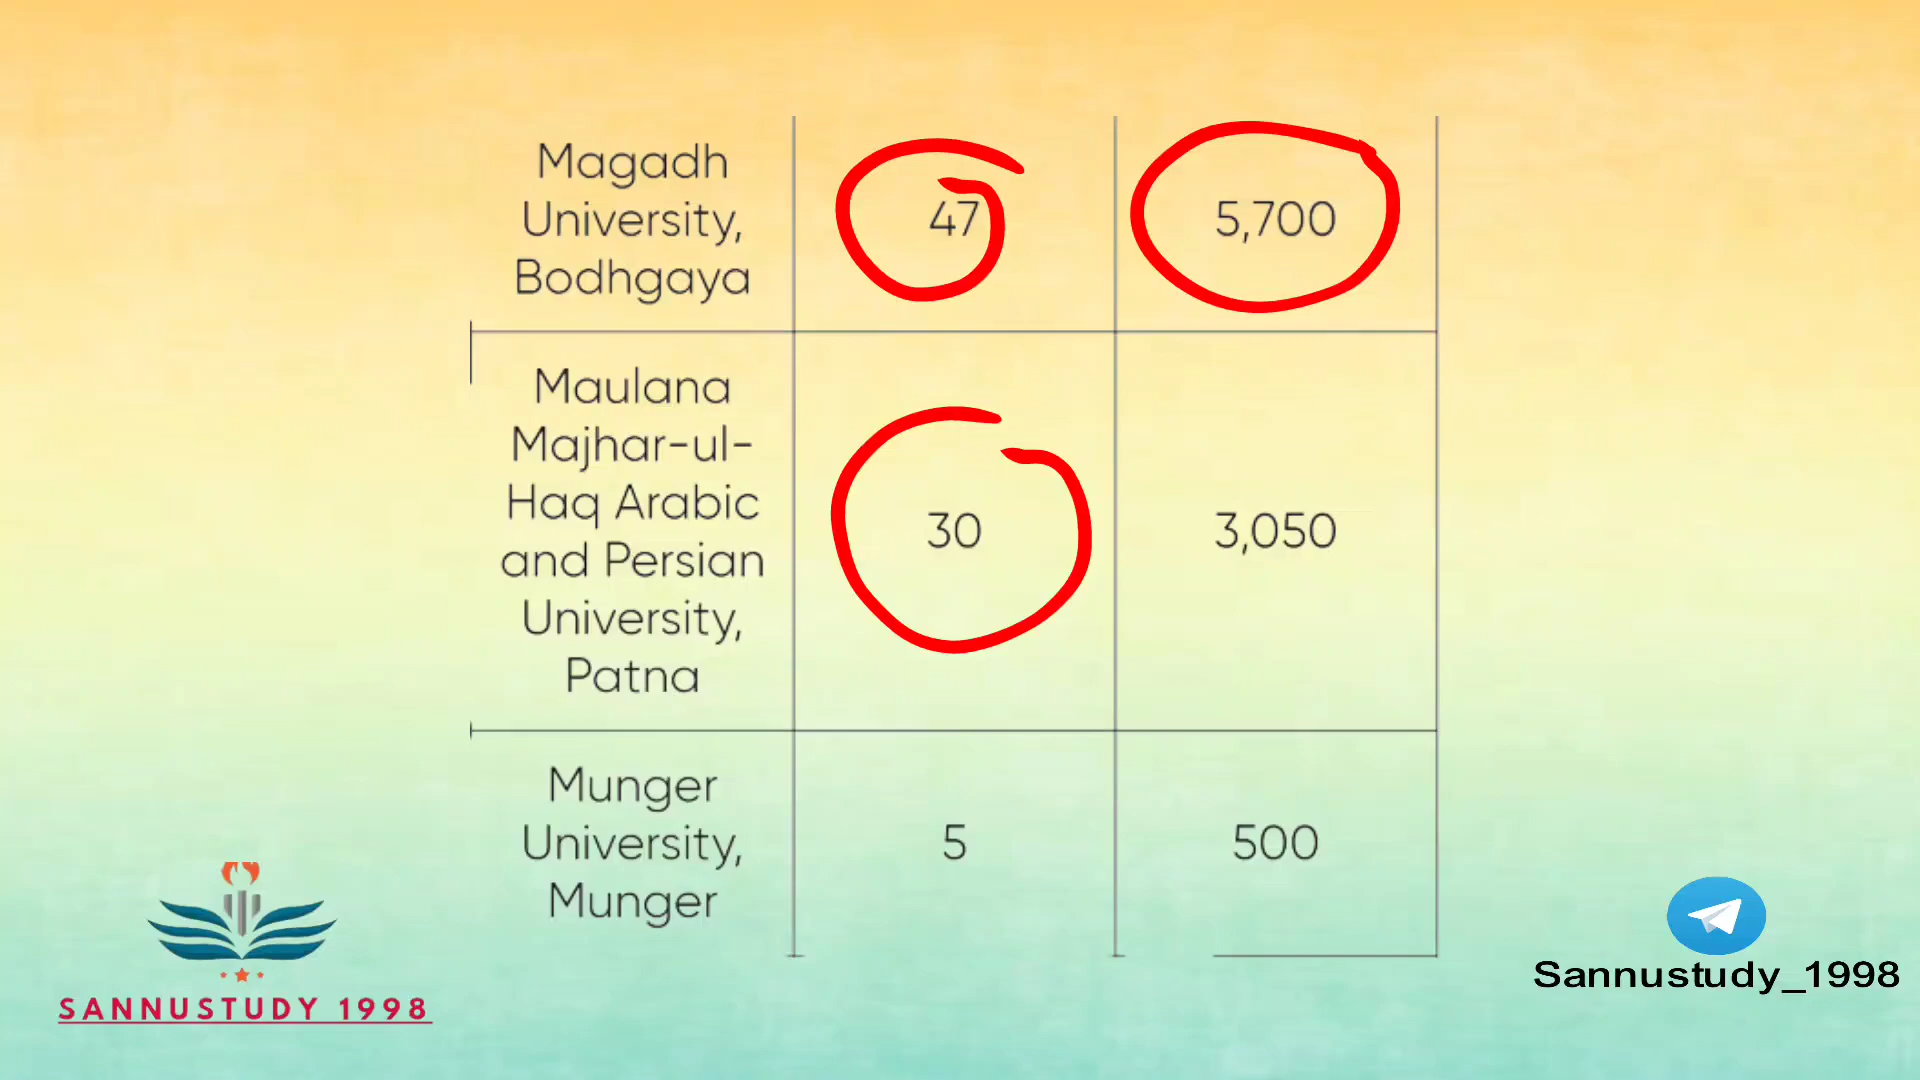 Magadh
University,
Bodhgaya
47
5,700
Maulana
Majhar-ul-
Haq Arabic
and Persian
University,
Patna
30
3,050
Munger
University,
Munger
5
500
SANNUSTUDY 1998
Sannustudy_1998